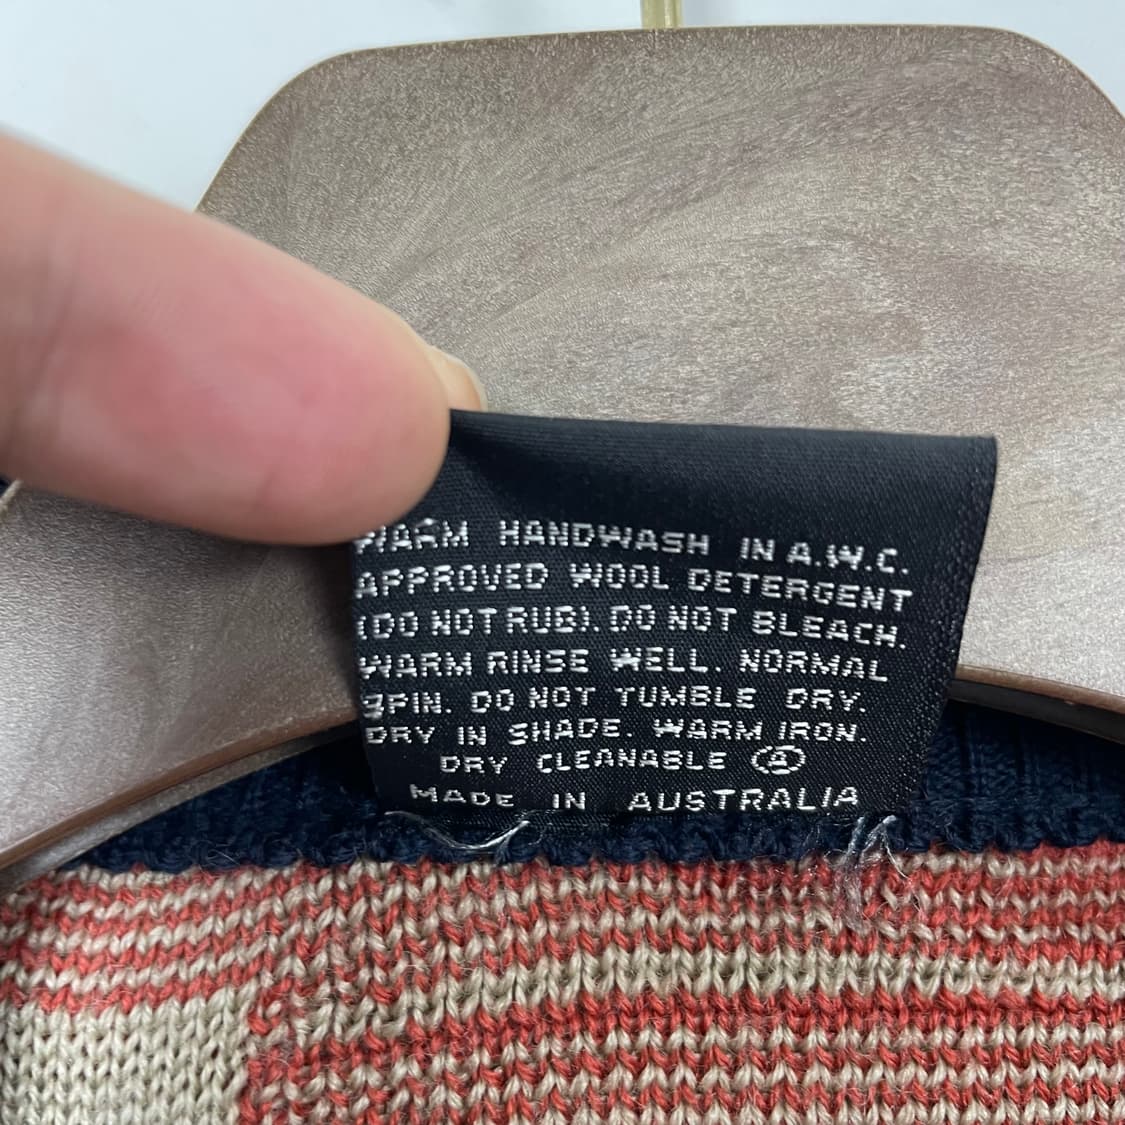 WARM HANDWASH IN A.W.C.
APPROVED WOOL DETERGENT
(DO NOT RUB). DO NOT BLEACH.
WARM RINSE WELL. NORMAL
SPIN. DO NOT TUMBLE DRY.
DRY IN SHADE. WARM IRON.
DRY CLEANABLE Ⓐ
MADE IN AUSTRALIA